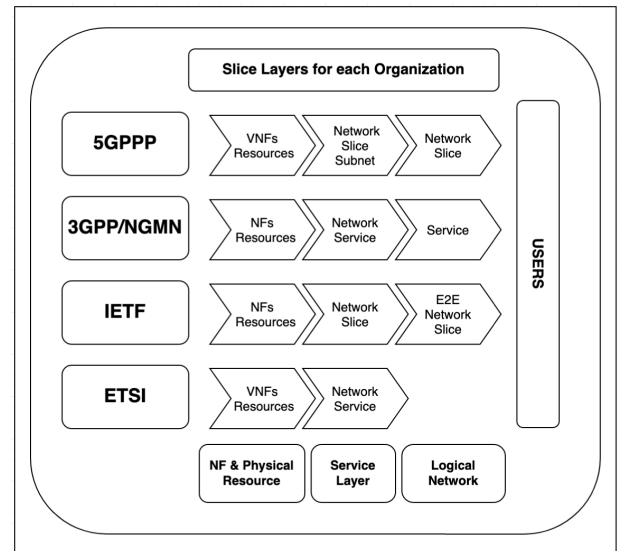 Slice Layers for each Organization
5GPPP
VNFs
Resources
Network
Slice
Subnet
Network
Slice
3GPP/NGMN
NFs
Resources
Network
Service
Service
IETF
NFs
Resources
Network
Slice
E2E
Network
Slice
ETSI
VNFs
Resources
Network
Service
USERS
NF & Physical
Resource
Service
Layer
Logical
Network